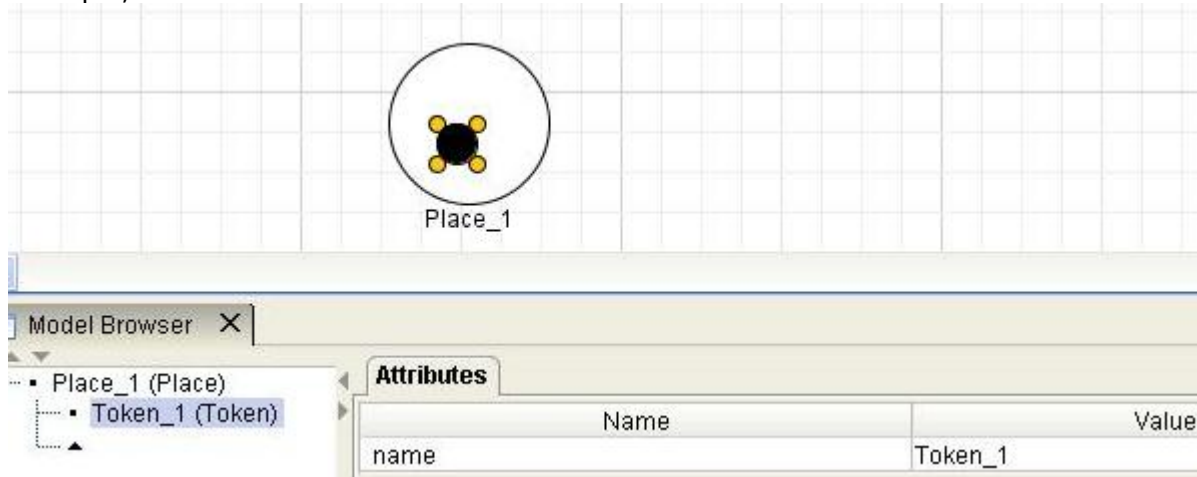 Place_1
Model Browser
Place_1 (Place)
Token_1 (Token)
Attributes
Name Value
name Token_1